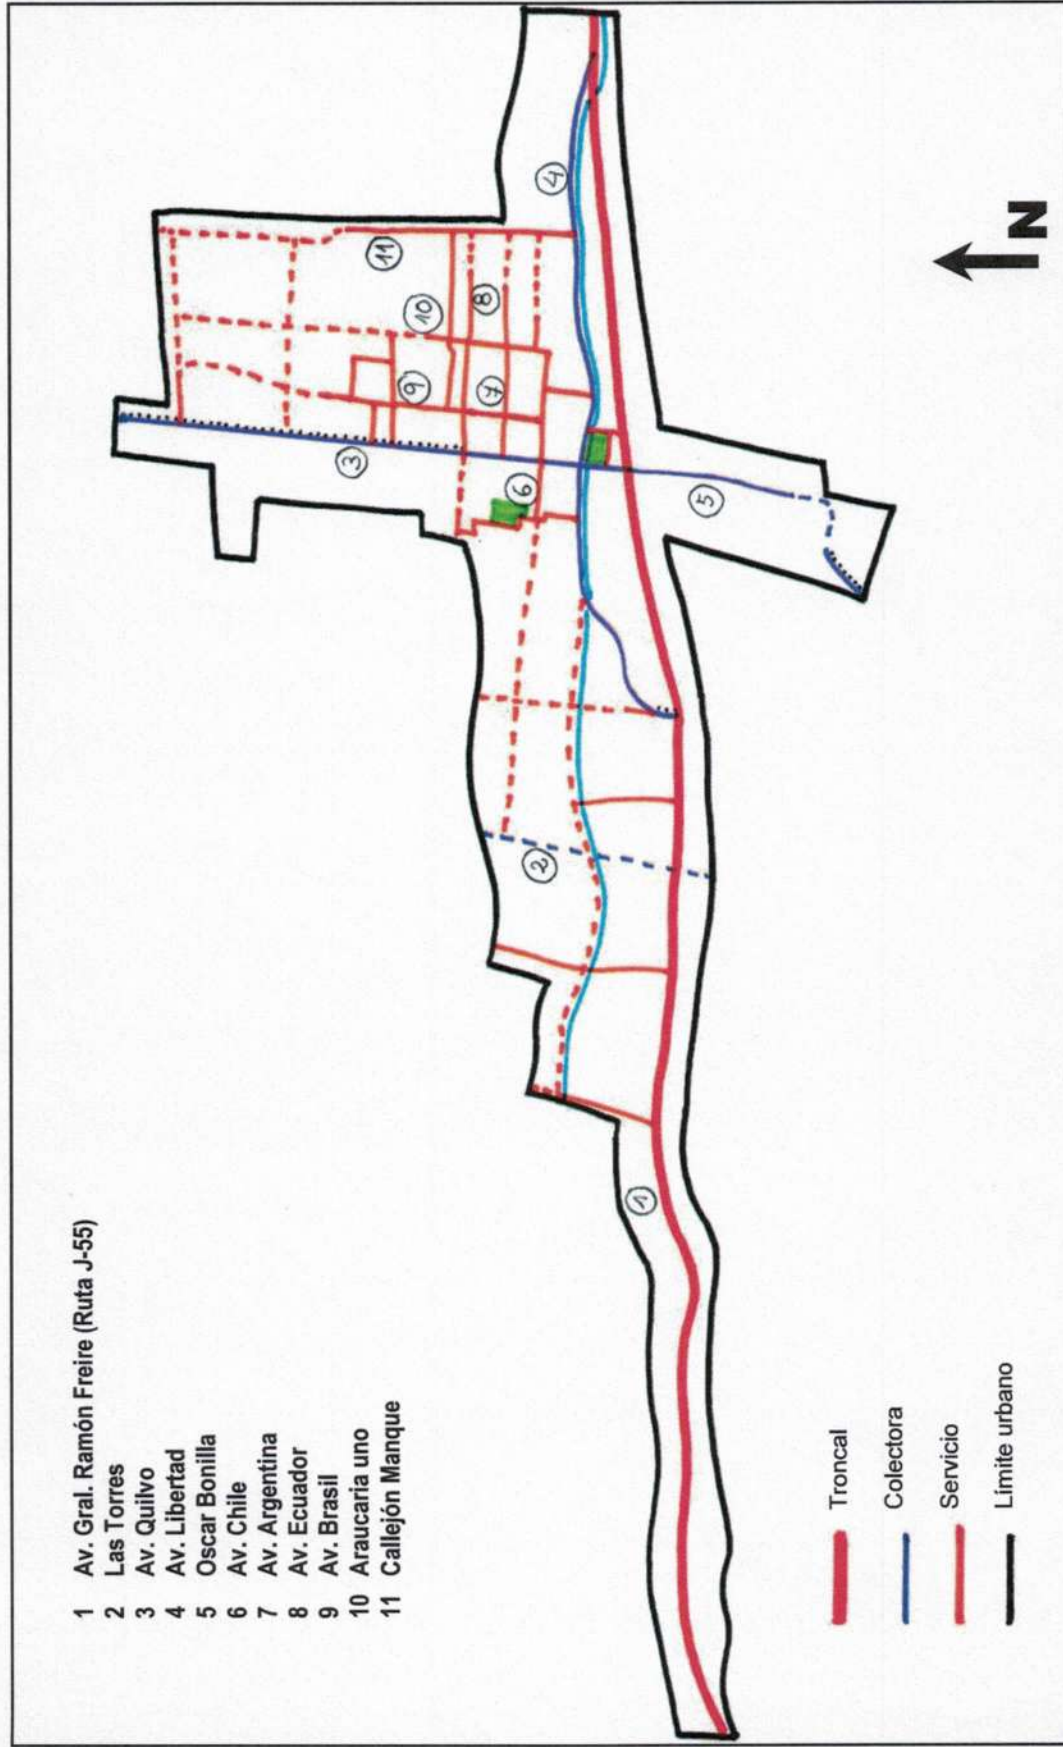 1 Av. Gral. Ramón Freire (Ruta J-55)
2 Las Torres
3 Av. Quilvo
4 Av. Libertad
5 Oscar Bonilla
6 Av. Chile
7 Av. Argentina
8 Av. Ecuador
9 Av. Brasil
10 Araucaria uno
11 Callejón Manque
1
2
3
4
5
6
7
8
9
10
11
Troncal
Colectora
Servicio
Límite urbano
N